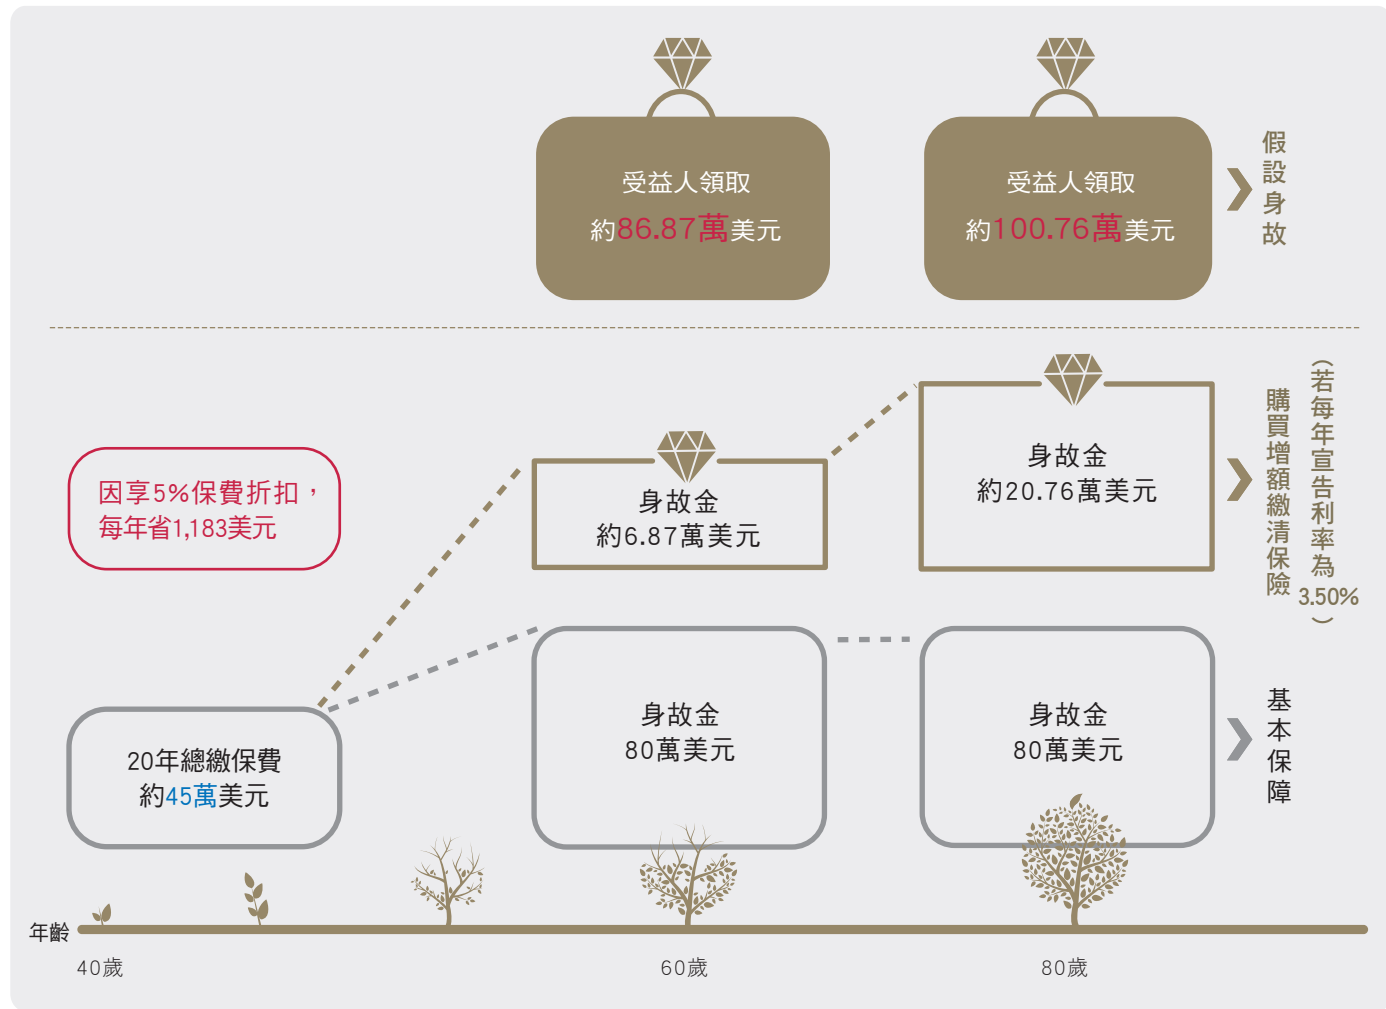 受益人領取
約86.87萬美元
受益人領取
約100.76萬美元
假設身故
因享5%保費折扣，
每年省1,183美元
身故金
約6.87萬美元
身故金
約20.76萬美元
購買增額繳清保險
（若每年宣告利率為3.50%）
20年總繳保費
約45萬美元
身故金
80萬美元
身故金
80萬美元
基本保障
年齡
40歲
60歲
80歲